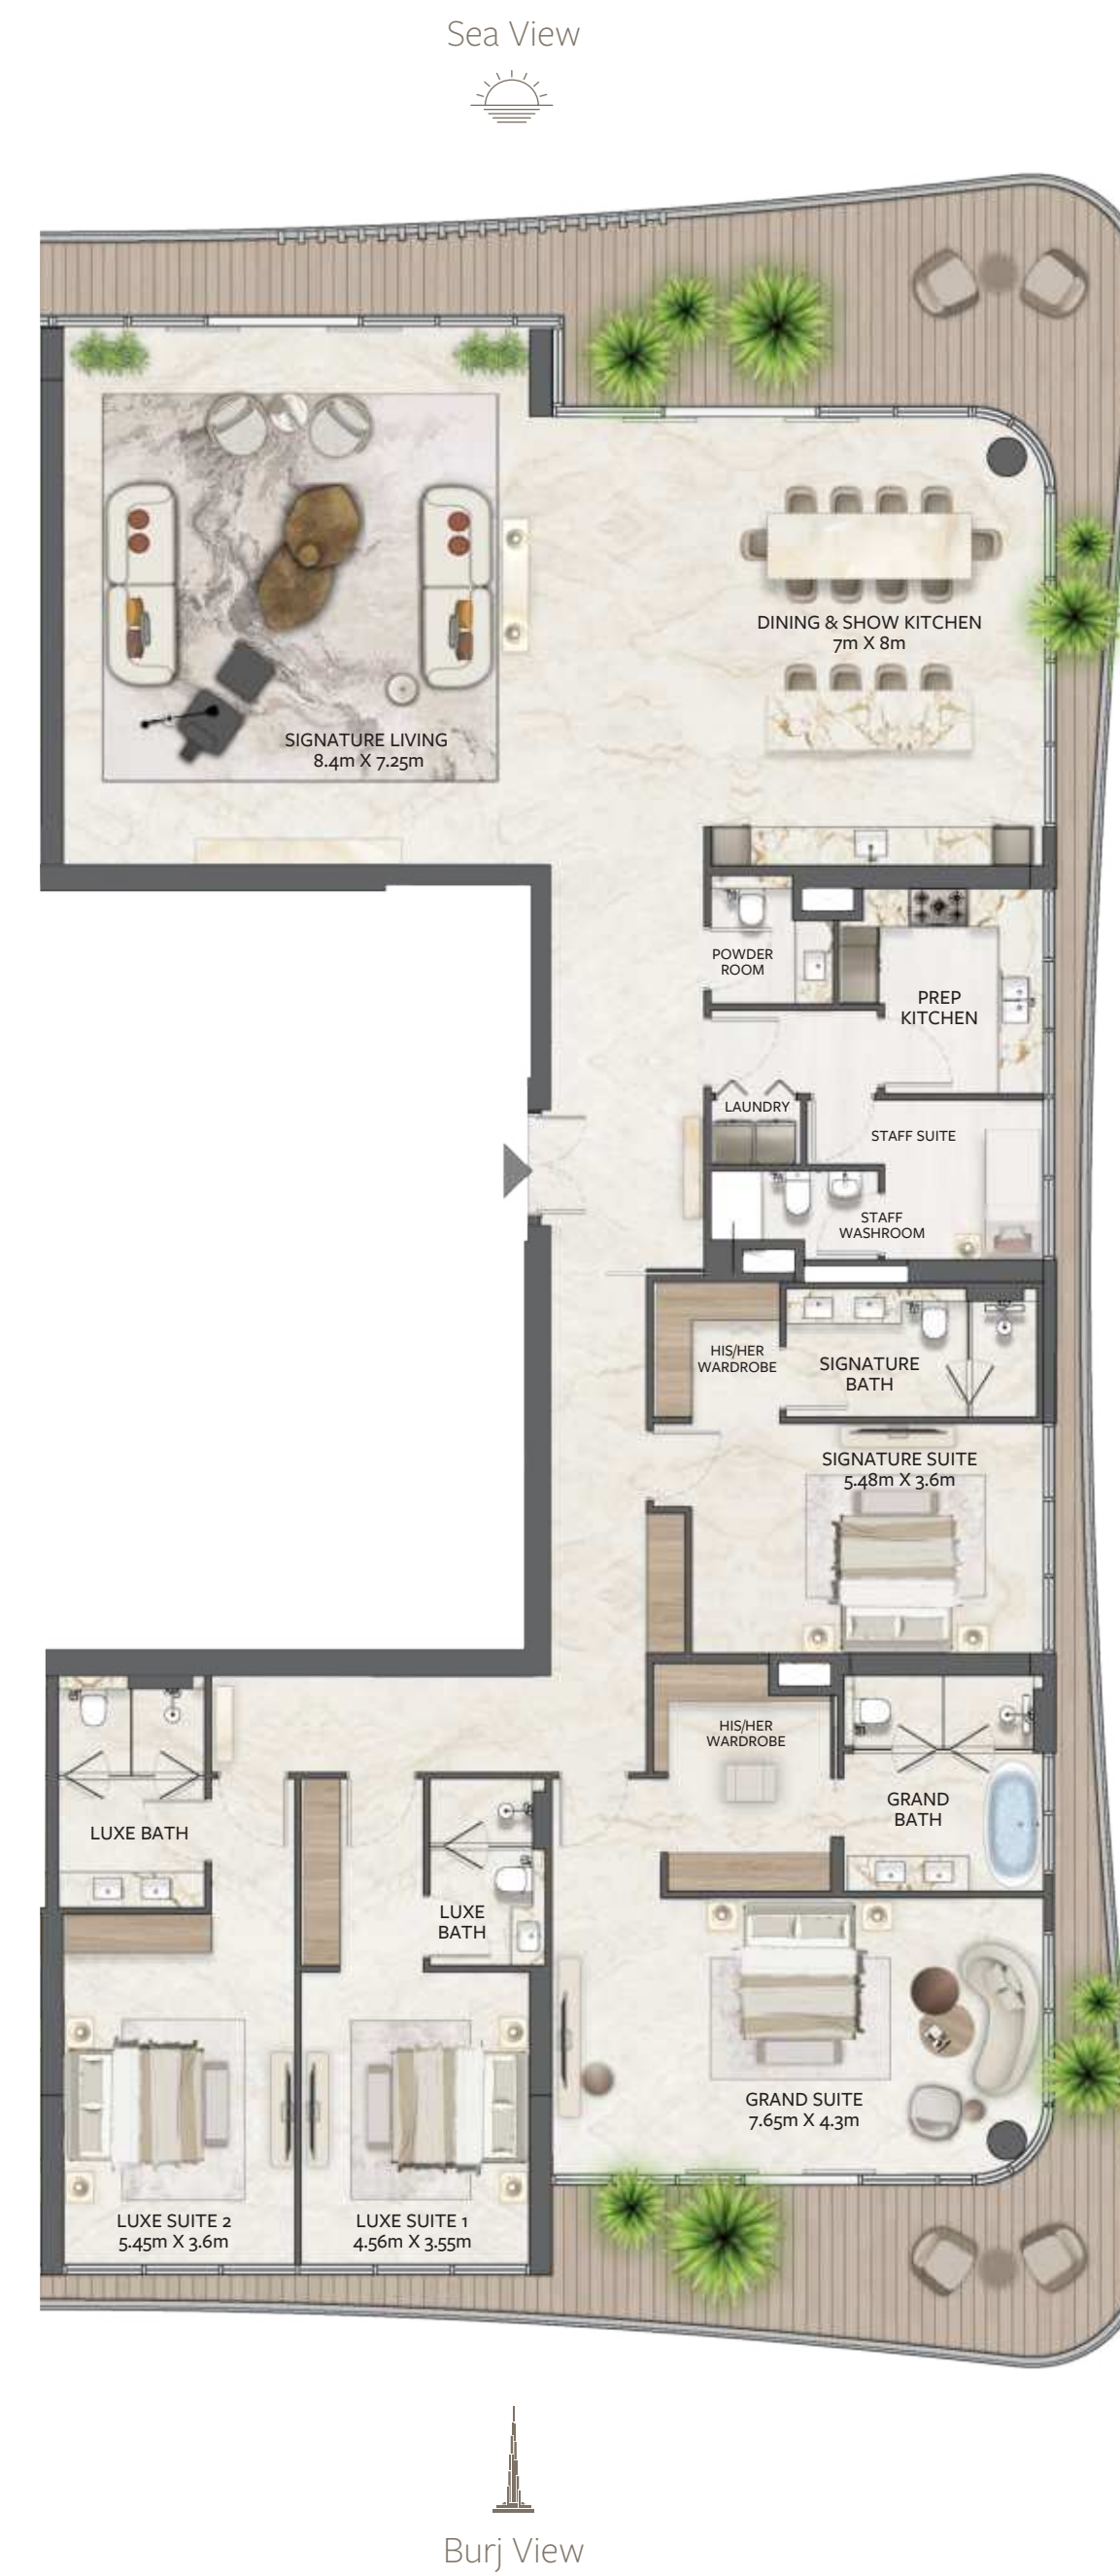 Sea View
DINING & SHOW KITCHEN
7m X 8m
SIGNATURE LIVING
8.4m X 7.25m
POWDER
ROOM
PREP
KITCHEN
LAUNDRY
STAFF SUITE
STAFF
WASHROOM
HIS/HER
WARDROBE
SIGNATURE
BATH
SIGNATURE SUITE
5.48m X 3.6m
HIS/HER
WARDROBE
GRAND
BATH
LUXE BATH
LUXE
BATH
GRAND SUITE
7.65m X 4.3m
LUXE SUITE 2
5.45m X 3.6m
LUXE SUITE 1
4.56m X 3.55m
Burj View